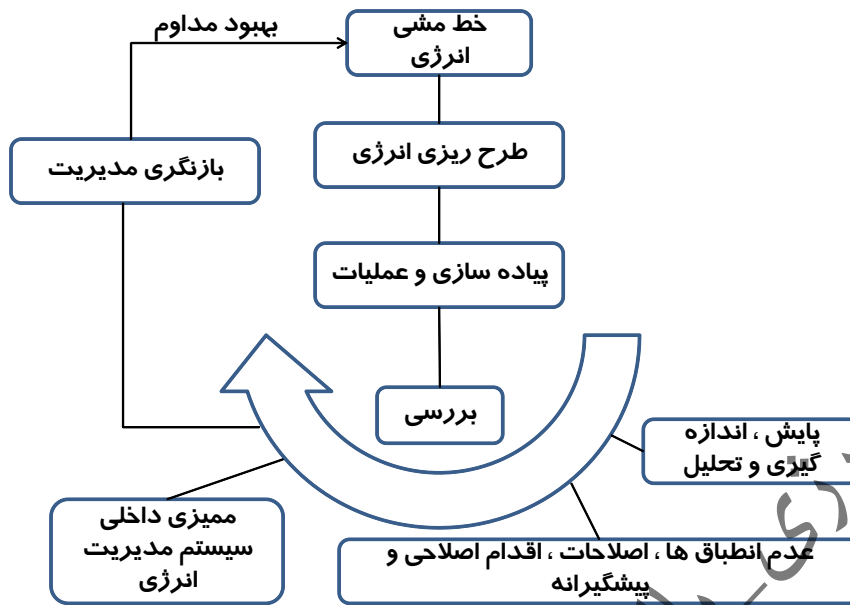 بهبود مداوم
خط مشی
انرژی
طرح ریزی انرژی
بازنگری مدیریت
پیاده سازی و عملیات
بررسی
پایش ، اندازه
گیری و تحلیل
ممیزی داخلی
سیستم مدیریت
انرژی
عدم انطباق ها ، اصلاحات ، اقدام اصلاحی و
پیشگیرانه